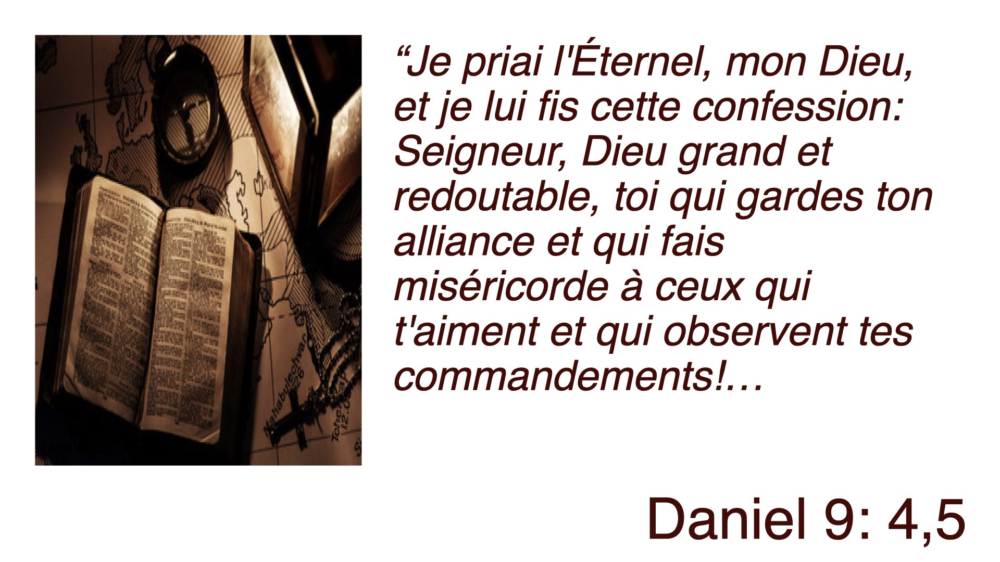 “Je priai l'Éternel, mon Dieu,
et je lui fis cette confession:
Seigneur, Dieu grand et
redoutable, toi qui gardes ton
alliance et qui fais
miséricorde à ceux qui
t'aiment et qui observent tes
commandements!…
Daniel 9: 4,5
Mahabuleschwar